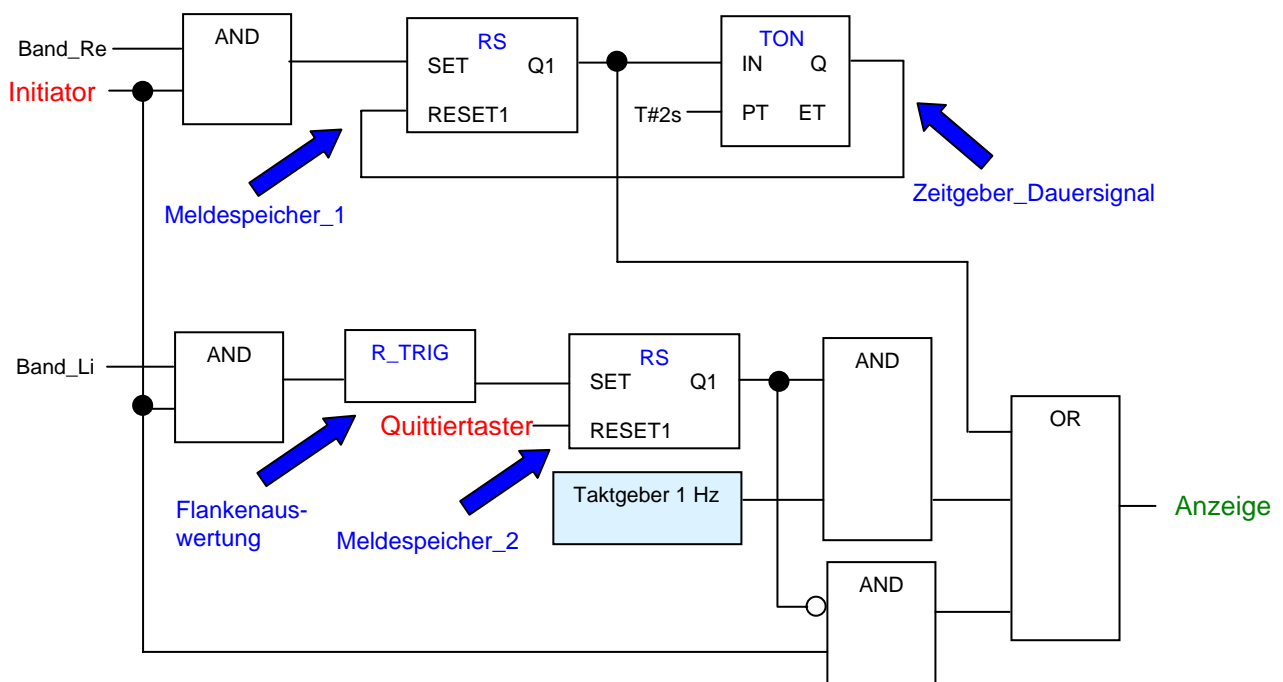 AND
Band_Re
Initiator
RS
SET Q1
RESET1
TON
IN Q
T#2s
PT ET
Meldespeicher_1
Zeitgeber_Dauersignal
Band_Li
AND
R_TRIG
RS
SET Q1
Quittiertaster
RESET1
AND
OR
Taktgeber 1 Hz
Flankenaus-
wertung
Meldespeicher_2
Anzeige
AND